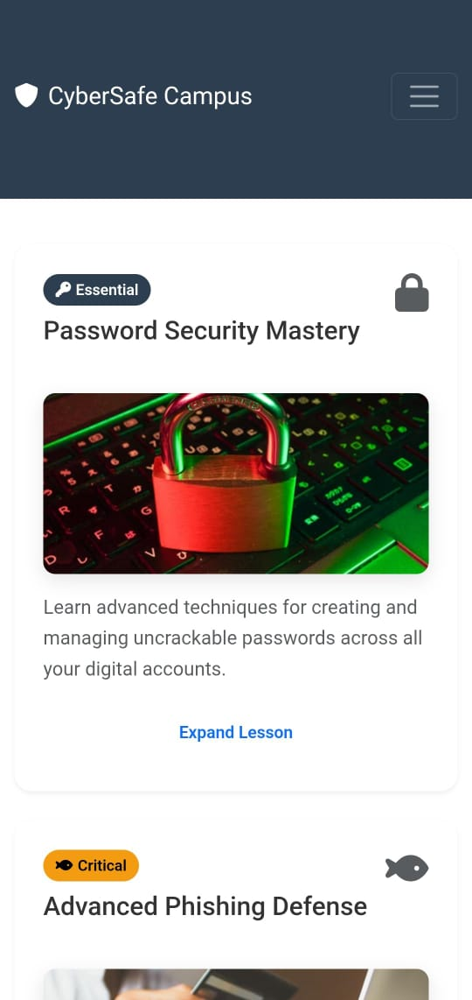 CyberSafe Campus
Essential
Password Security Mastery
Learn advanced techniques for creating and
managing uncrackable passwords across all
your digital accounts.
Expand Lesson
Critical
Advanced Phishing Defense